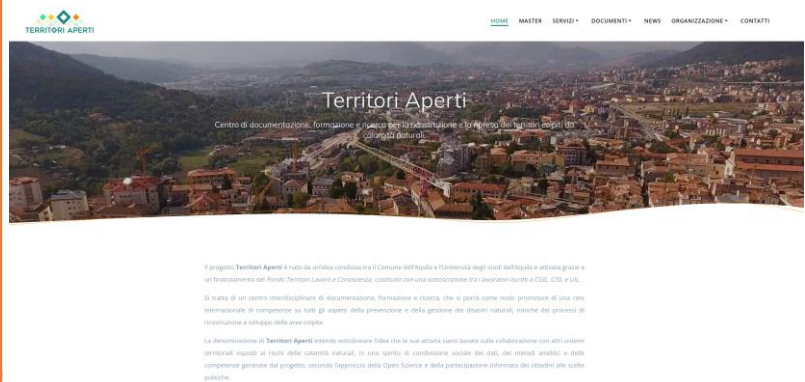 TERRITORI APERTI
HOME MASTER SERVIZI DOCUMENTI NEWS ORGANIZZAZIONE CONTATTI
Territori Aperti
Centro di documentazione, formazione e ricerca per la ricostruzione e la ripresa dei territori colpiti da
calamità naturali
Il progetto Territori Aperti è nato da un'idea condivisa tra il Comune dell'Aquila e l'Università degli studi dell'Aquila e attivata grazie a
un finanziamento del Fondo Territori Lavoro e Conoscenza, costituito con una sottoscrizione tra i lavoratori iscritti a CGIL, CISL e UIL.
Si tratta di un centro interdisciplinare di documentazione, formazione e ricerca, che si porrà come nodo promotore di una rete
internazionale di competenze su tutti gli aspetti della prevenzione e della gestione dei disastri naturali, nonché dei processi di
ricostruzione e sviluppo delle aree colpite.
La denominazione di Territori Aperti intende sottolineare l'idea che le sue attività siano basate sulla collaborazione con altri sistemi
territoriali esposti ai rischi delle calamità naturali, in uno spirito di condivisione sociale dei dati, dei metodi analitici e delle
competenze generate dal progetto, secondo l'approccio della Open Science e della partecipazione informata dei cittadini alle scelte
politiche.